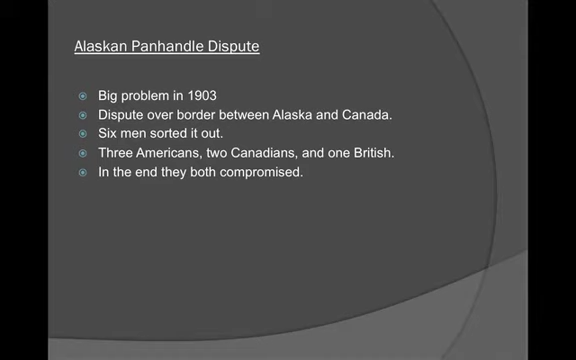 Alaskan Panhandle Dispute
Big problem in 1903
Dispute over border between Alaska and Canada.
Six men sorted it out.
Three Americans, two Canadians, and one British.
In the end they both compromised.